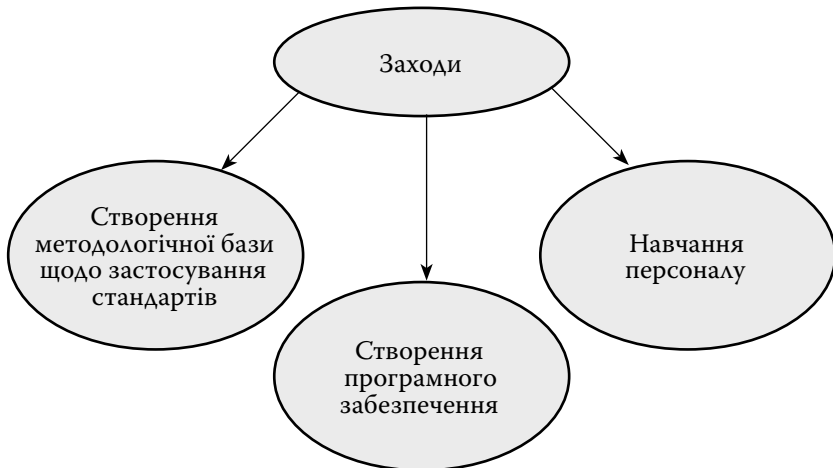 Заходи
Створення
методологічної бази
щодо застосування
стандартів
Створення
програмного
забезпечення
Навчання
персоналу